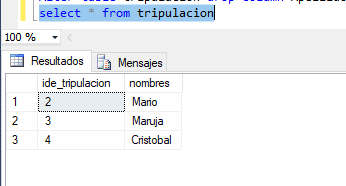 select * from tripulacion
100 %
Resultados Mensajes
ide_tripulacion nombres
1 2 Mario
2 3 Maruja
3 4 Cristobal